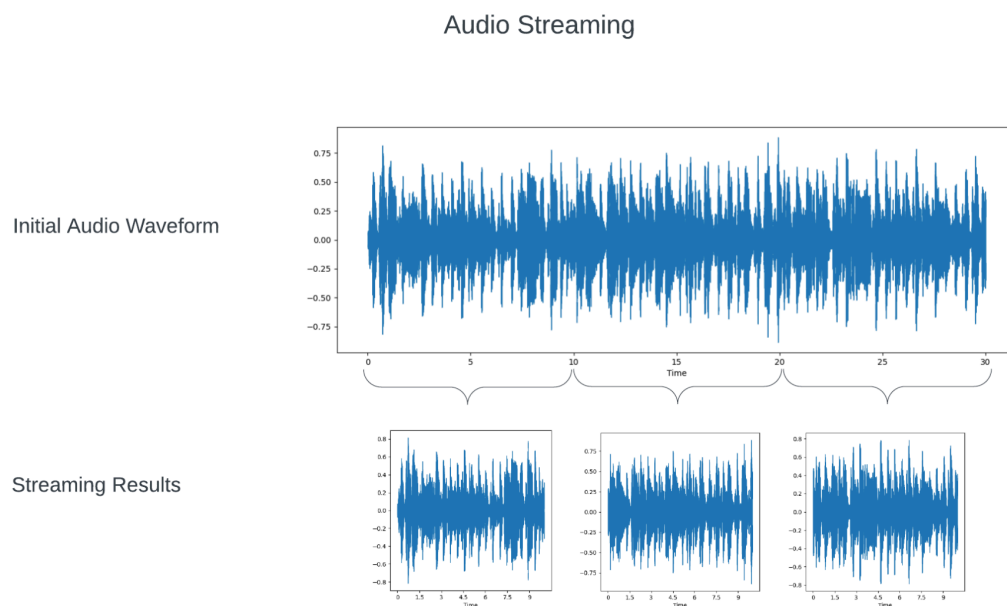 Audio Streaming
Initial Audio Waveform
0.75
0.50
0.25
0.00
−0.25
−0.50
−0.75
0 5 10 15 20 25 30
Time
Streaming Results
0.8
0.6
0.4
0.2
0.0
−0.2
−0.4
−0.6
−0.8
0 1.5 3 4.5 6 7.5 9
Time
0.75
0.50
0.25
0.00
−0.25
−0.50
−0.75
0 1.5 3 4.5 6 7.5 9
Time
0.8
0.6
0.4
0.2
0.0
−0.2
−0.4
−0.6
−0.8
0 1.5 3 4.5 6 7.5 9
Time